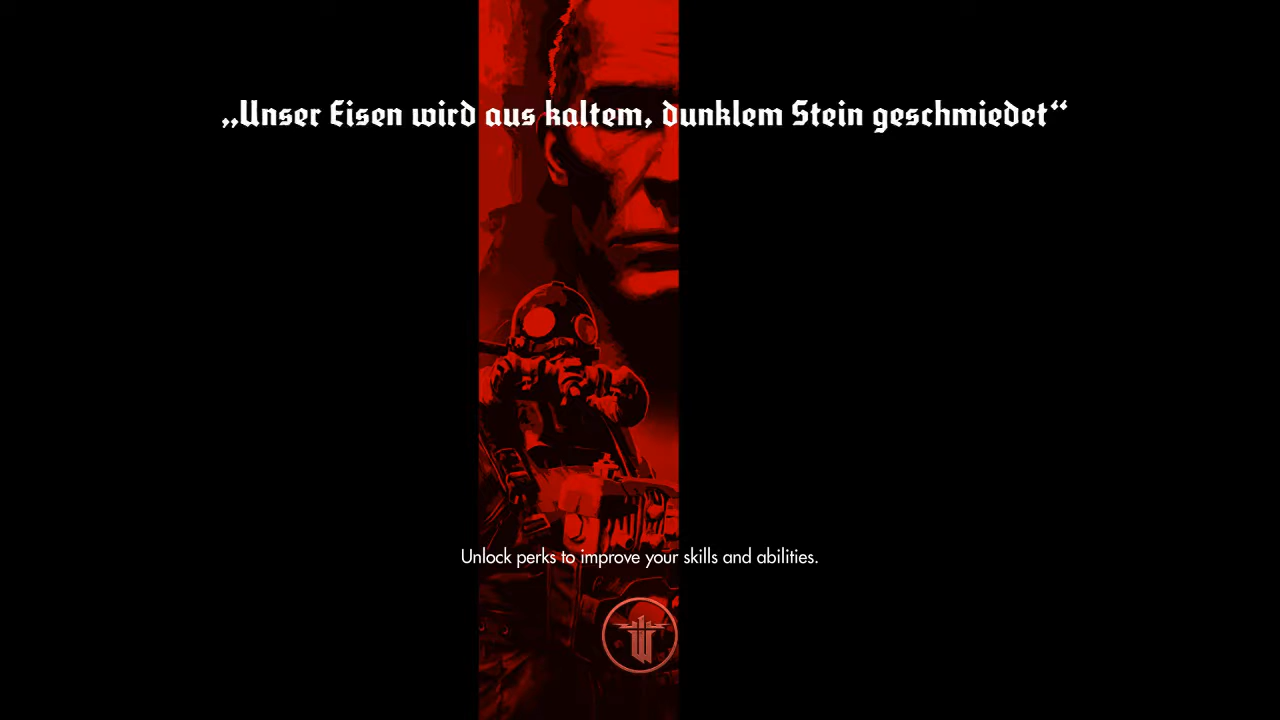 „Unser Eisen wird aus kaltem, dunklem Stein geschmiedet“
Unlock perks to improve your skills and abilities.